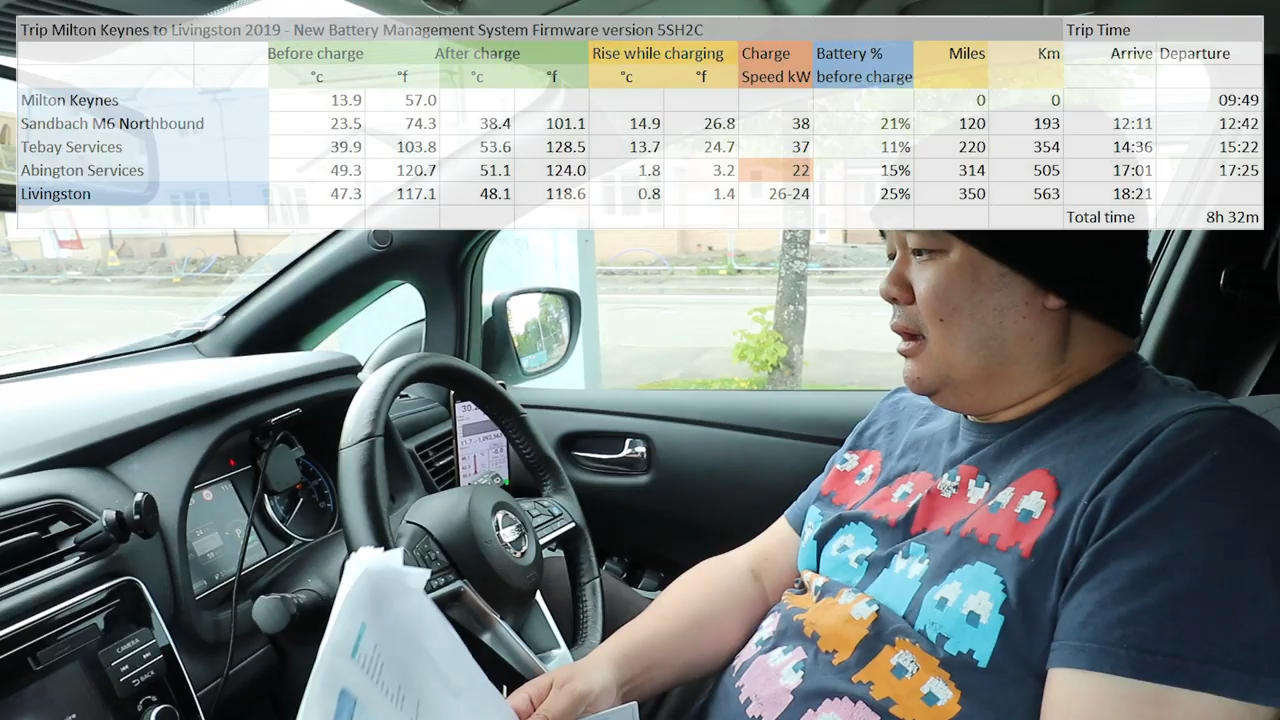 Trip Milton Keynes to Livingston 2019 - New Battery Management System Firmware version 5SH2C Trip Time
Before charge After charge Rise while charging Charge Battery % Miles Km Arrive Departure
°c °f °c °f °c °f Speed kW before charge
Milton Keynes 13.9 57.0 0 0 09:49
Sandbach M6 Northbound 23.5 74.3 38.4 101.1 14.9 26.8 38 21% 120 193 12:11 12:42
Tebay Services 39.9 103.8 53.6 128.5 13.7 24.7 37 11% 220 354 14:36 15:22
Abington Services 49.3 120.7 51.1 124.0 1.8 3.2 22 15% 314 505 17:01 17:25
Livingston 47.3 117.1 48.1 118.6 0.8 1.4 26-24 25% 350 563 18:21
Total time 8h 32m
CAMERA
BACK